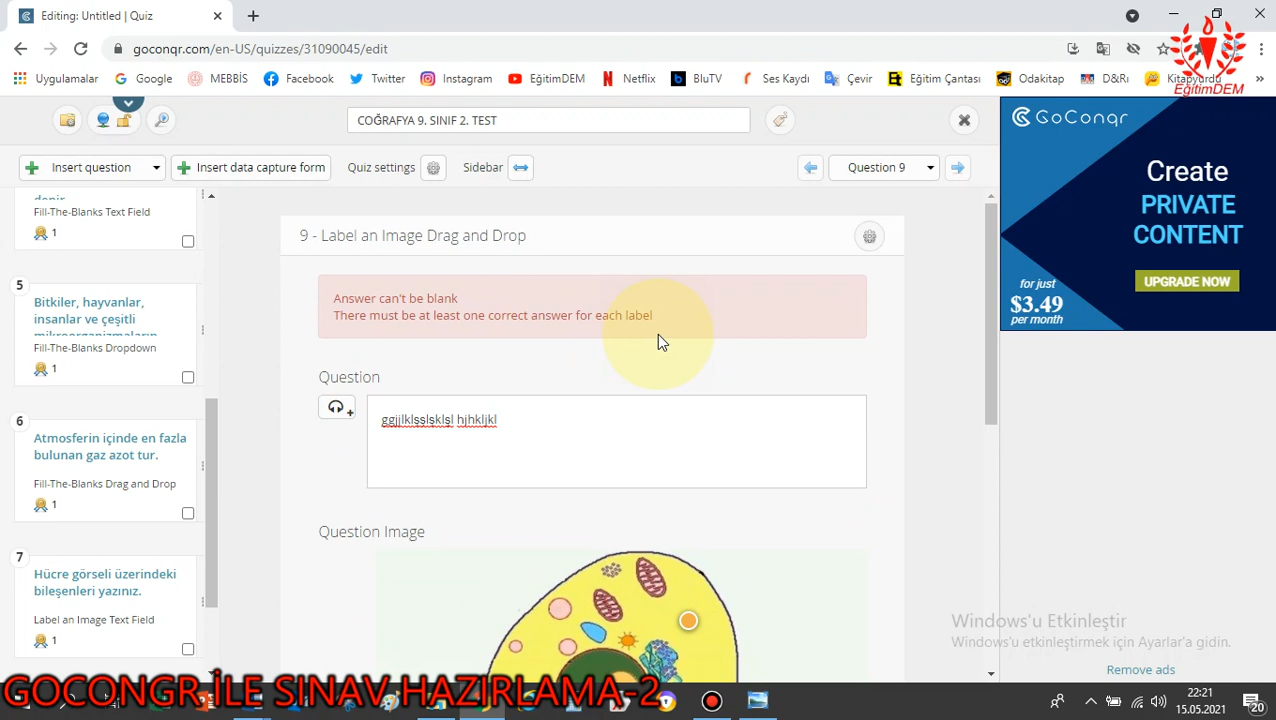 Editing: Untitled | Quiz
goconqr.com/en-US/quizzes/31090045/edit
Uygulamalar
Google
MEBBİS
Facebook
Twitter
Instagram
EğitimDEM
Netflix
BluTV
Ses Kaydı
Çevir
Eğitim Çantası
Odakitap
D&Rı
Kitapyurdu
EğitimDEM
COĞRAFYA 9. SINIF 2. TEST
Insert question
Insert data capture form
Quiz settings
Sidebar
Question 9
denir.
Fill-The-Blanks Text Field
1
5
Bitkiler, hayvanlar,
insanlar ve çeşitli
mikroorganizmaların
Fill-The-Blanks Dropdown
1
6
Atmosferin içinde en fazla
bulunan gaz azot tur.
Fill-The-Blanks Drag and Drop
1
7
Hücre görseli üzerindeki
bileşenleri yazınız.
Label an Image Text Field
1
9 - Label an Image Drag and Drop
Answer can't be blank
There must be at least one correct answer for each label
Question
ggjjlklsşlşklşl hjhkljkl
Question Image
GoConqr
Create
PRIVATE
CONTENT
for just
$3.49
per month
UPGRADE NOW
Windows'u Etkinleştir
Windows'u etkinleştirmek için Ayarlar'a gidin.
Remove ads
GOCONGR İLE SINAV HAZIRLAMA-2
22:21
15.05.2021
20